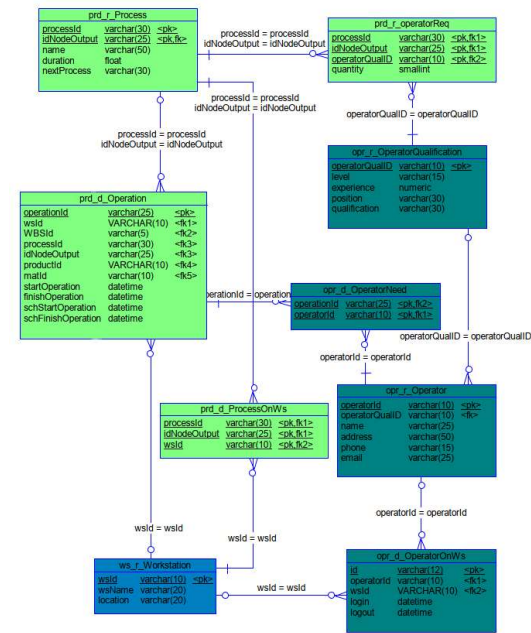 prd_r_Process
processId varchar(30) <pk>
idNodeOutput varchar(25) <pk,fk>
name varchar(50)
duration float
nextProcess varchar(30)
processId = processId
idNodeOutput = idNodeOutput
prd_r_operatorReq
processId varchar(30) <pk,fk1>
idNodeOutput varchar(25) <pk,fk1>
operatorQualID varchar(10) <pk,fk2>
quantity smallint
processId = processId
idNodeOutput = idNodeOutput
operatorQualID = operatorQualID
processId = processId
idNodeOutput = idNodeOutput
opr_r_OperatorQualification
operatorQualID varchar(10) <pk>
level varchar(15)
experience numeric
position varchar(30)
qualification varchar(30)
prd_d_Operation
operationId varchar(25) <pk>
wsId VARCHAR(10) <fk1>
WBSId varchar(5) <fk2>
processId varchar(30) <fk3>
idNodeOutput varchar(25) <fk3>
productId VARCHAR(10) <fk4>
matId varchar(10) <fk5>
startOperation datetime
finishOperation datetime
schStartOperation datetime
schFinishOperation datetime
perationId = operation
opr_d_OperatorNeed
operationId varchar(25) <pk,fk2>
operatorId varchar(10) <pk,fk1>
operatorQualID = operatorQualID
operatorId = operatorId
opr_r_Operator
operatorId varchar(10) <pk>
operatorQualID varchar(10) <fk>
name varchar(25)
address varchar(50)
phone varchar(15)
email varchar(25)
prd_d_ProcessOnWs
processId varchar(30) <pk,fk1>
idNodeOutput varchar(25) <pk,fk1>
wsId varchar(10) <pk,fk2>
operatorId = operatorId
wsId = wsId
wsId = wsId
ws_r_Workstation
wsId varchar(10) <pk>
wsName varchar(20)
location varchar(20)
wsId = wsId
opr_d_OperatorOnWs
id varchar(12) <pk>
operatorId varchar(10) <fk1>
wsId VARCHAR(10) <fk2>
login datetime
logout datetime